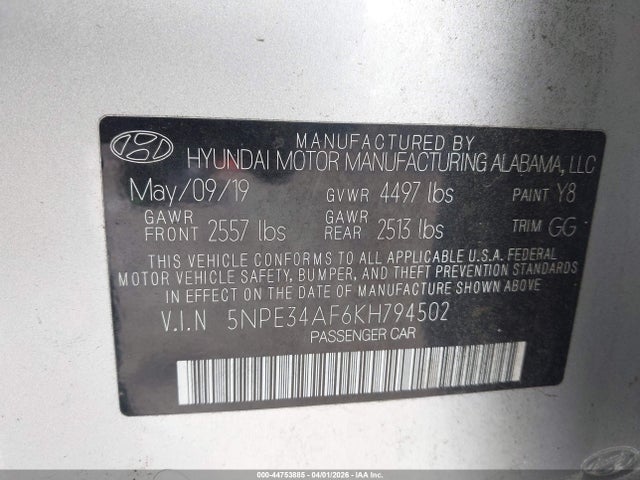 MANUFACTURED BY
HYUNDAI MOTOR MANUFACTURING ALABAMA, LLC
May/09/19 GVWR 4497 lbs PAINT Y8
GAWR FRONT 2557 lbs GAWR REAR 2513 lbs TRIM GG
THIS VEHICLE CONFORMS TO ALL APPLICABLE U.S.A. FEDERAL
MOTOR VEHICLE SAFETY, BUMPER, AND THEFT PREVENTION STANDARDS
IN EFFECT ON THE DATE OF MANUFACTURE SHOWN ABOVE.
V.I.N 5NPE34AF6KH794502
PASSENGER CAR
000-44753885 | 04/01/2026 - IAA Inc.